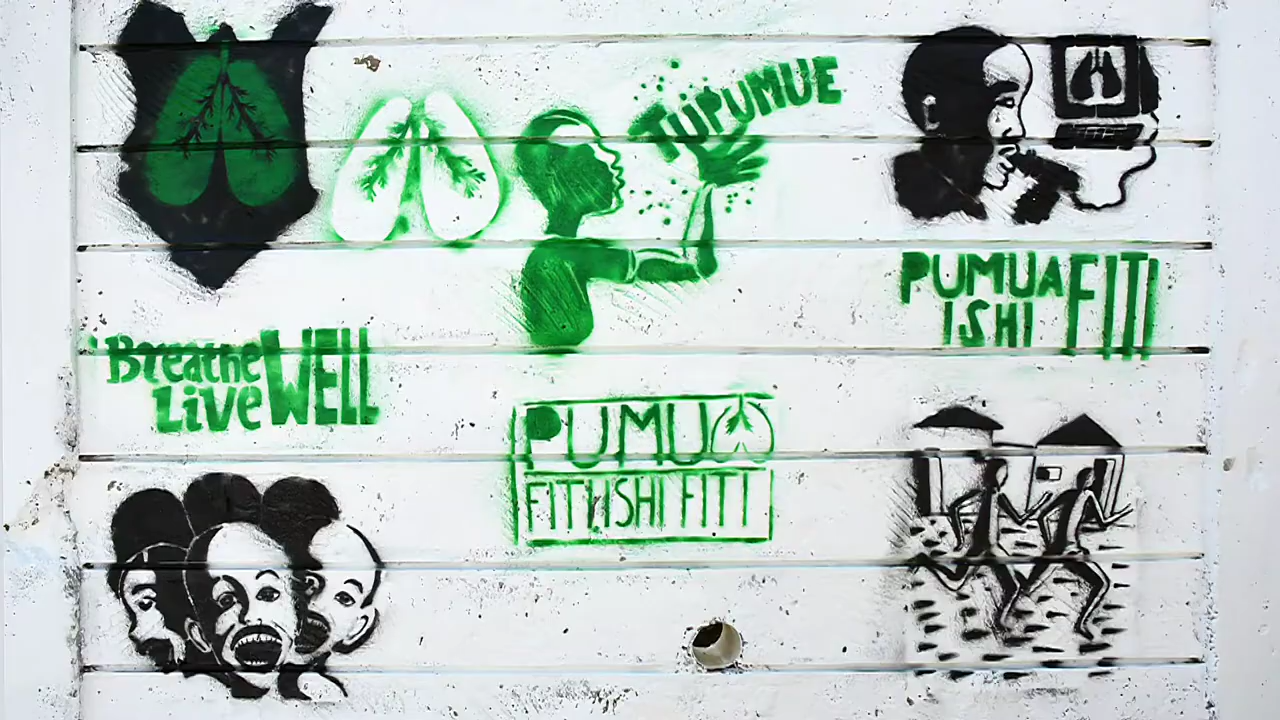 TUPUMUE
PUMUA FITI
ISHI
Breathe WELL
Live
PUMUA
FITI ISHI FITI